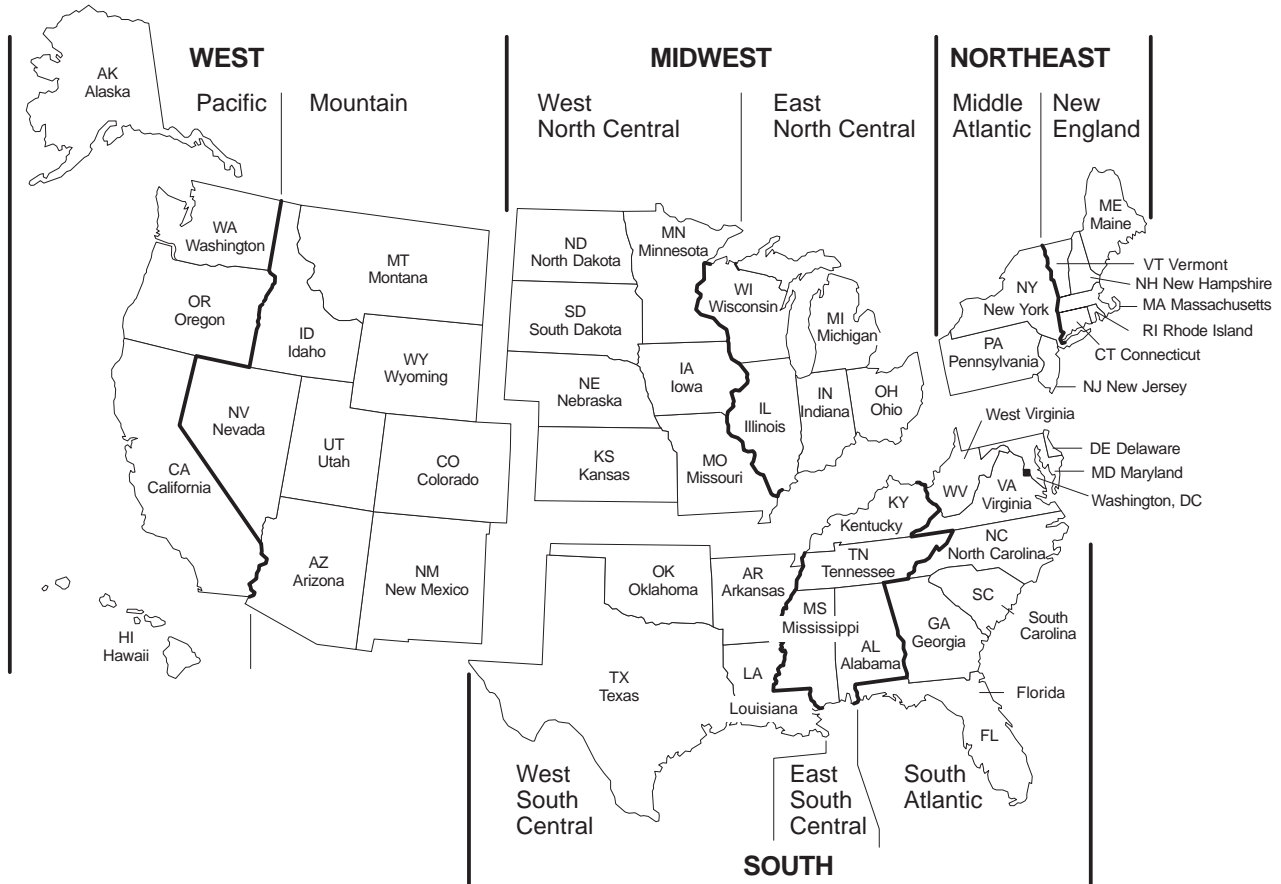 WEST
MIDWEST
NORTHEAST
Pacific
Mountain
West
North Central
East
North Central
Middle
Atlantic
New
England
AK
Alaska
WA
Washington
OR
Oregon
CA
California
HI
Hawaii
MT
Montana
ID
Idaho
WY
Wyoming
NV
Nevada
UT
Utah
CO
Colorado
AZ
Arizona
NM
New Mexico
ND
North Dakota
SD
South Dakota
NE
Nebraska
KS
Kansas
MN
Minnesota
IA
Iowa
MO
Missouri
WI
Wisconsin
MI
Michigan
IL
Illinois
IN
Indiana
OH
Ohio
NY
New York
PA
Pennsylvania
NJ New Jersey
ME
Maine
VT Vermont
NH New Hampshire
MA Massachusetts
RI Rhode Island
CT Connecticut
West Virginia
WV
DE Delaware
MD Maryland
Washington, DC
VA
Virginia
KY
Kentucky
TN
Tennessee
NC
North Carolina
SC
South
Carolina
GA
Georgia
Florida
FL
OK
Oklahoma
AR
Arkansas
TX
Texas
LA
Louisiana
MS
Mississippi
AL
Alabama
West
South
Central
East
South
Central
South
Atlantic
SOUTH